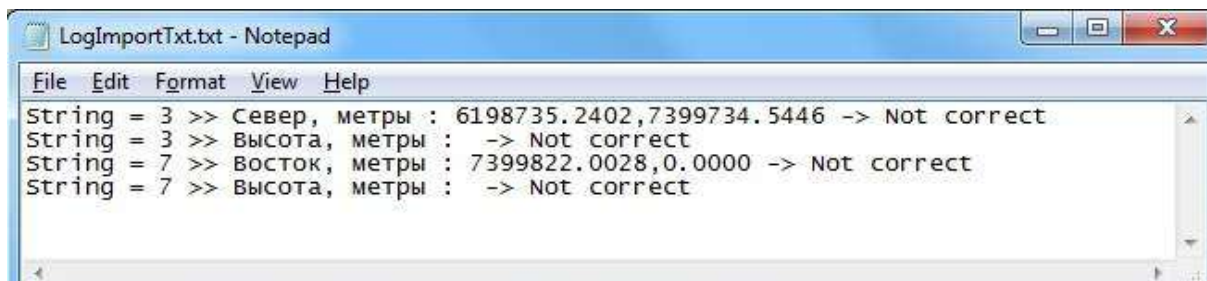 LogImportTxt.txt - Notepad
File Edit Format View Help
String = 3 >> Север, метры : 6198735.2402,7399734.5446 -> Not correct
String = 3 >> Высота, метры :  -> Not correct
String = 7 >> Восток, метры : 7399822.0028,0.0000 -> Not correct
String = 7 >> Высота, метры :  -> Not correct